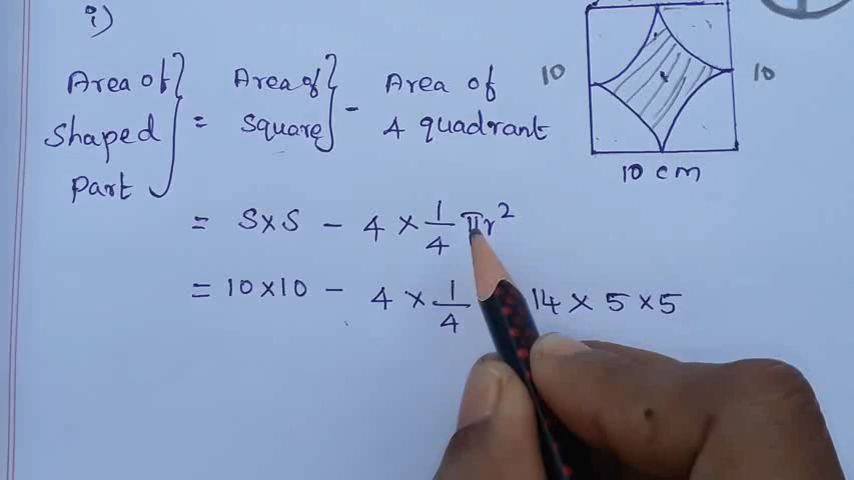 i)
Area of } Area of } Area of
Shaped } = Square } - 4 quadrant
Part }
= S×S - 4 × 1/4 πr²
= 10×10 - 4 × 1/4 14 × 5 × 5
10 10
10 cm